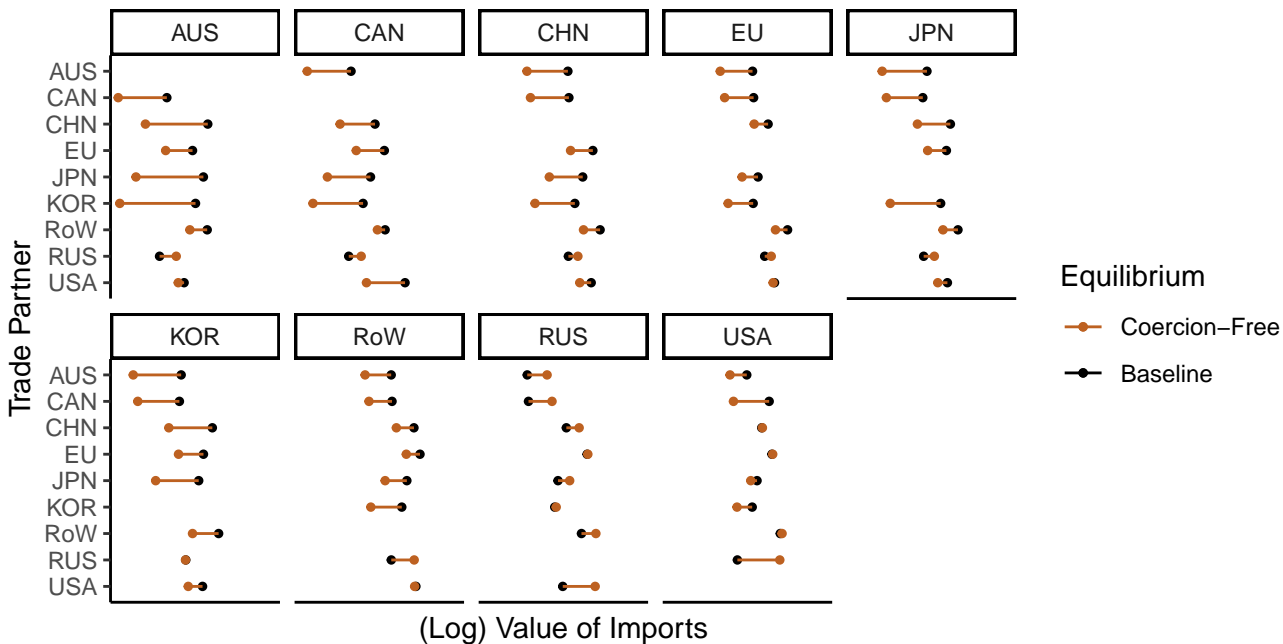 AUS CAN CHN EU JPN
AUS
CAN
CHN
EU
JPN
KOR
RoW
RUS
USA
KOR RoW RUS USA
AUS
CAN
CHN
EU
JPN
KOR
RoW
RUS
USA
Trade Partner
(Log) Value of Imports
Equilibrium
Coercion−Free
Baseline